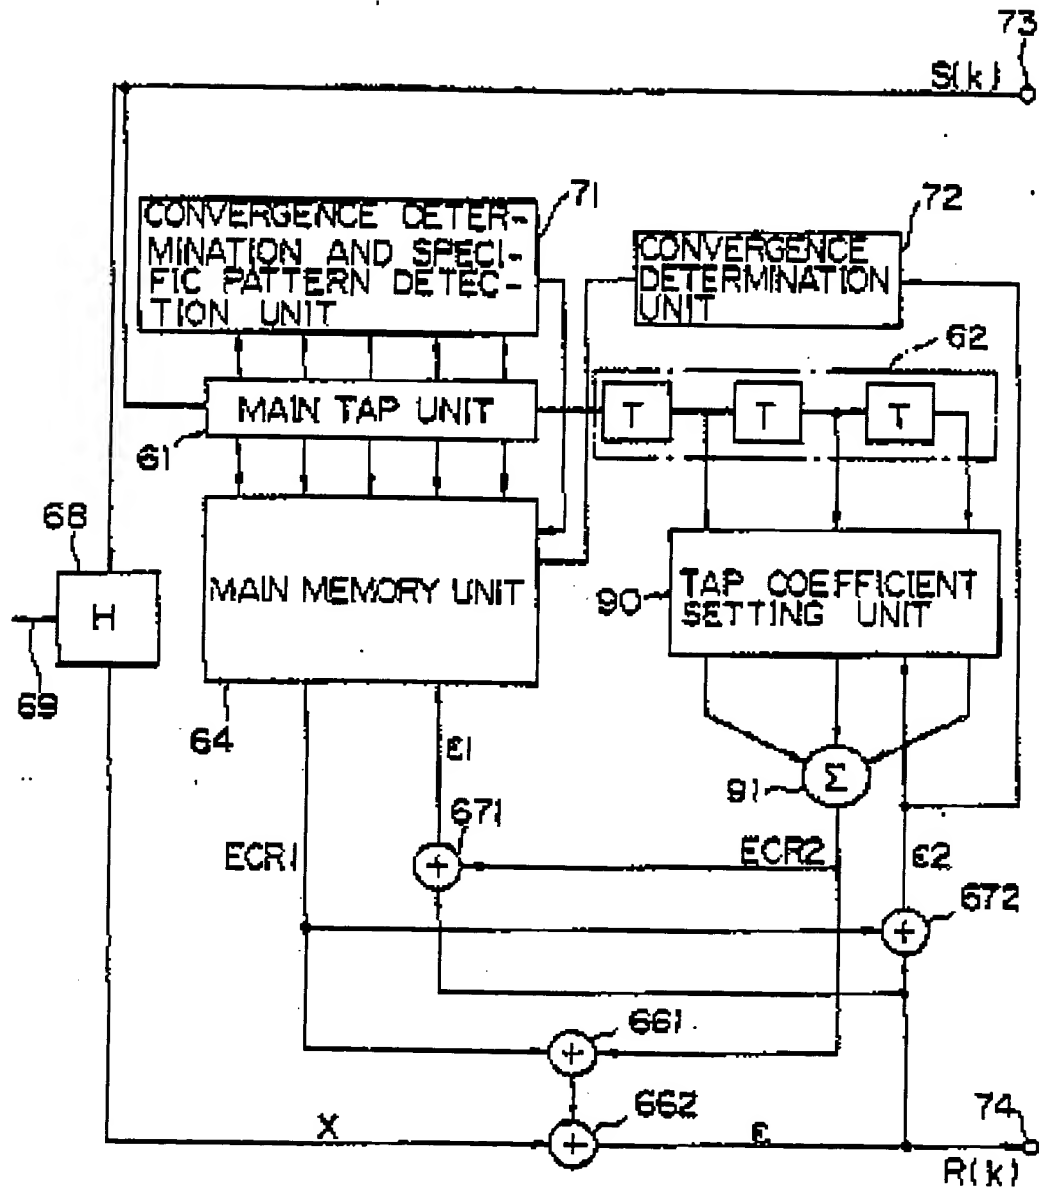 73
S(k)
71
CONVERGENCE DETER-
MINATION AND SPECI-
FIC PATTERN DETEC-
TION UNIT
72
CONVERGENCE
DETERMINATION
UNIT
62
MAIN TAP UNIT
T
T
T
61
68
H
MAIN MEMORY UNIT
90
TAP COEFFICIENT
SETTING UNIT
69
64
ε1
91
Σ
671
ECR1
+
ECR2
ε2
672
+
661
+
X
662
+
ε
74
R(k)